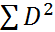 ∑ D²